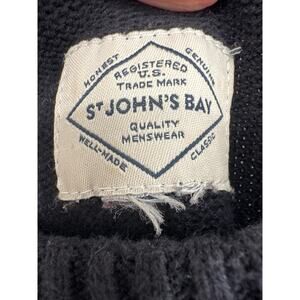 HONEST
GENUINE
REGISTERED
U.S.
TRADE MARK
ST JOHN'S BAY
QUALITY
MENSWEAR
WELL-MADE
CLASSIC